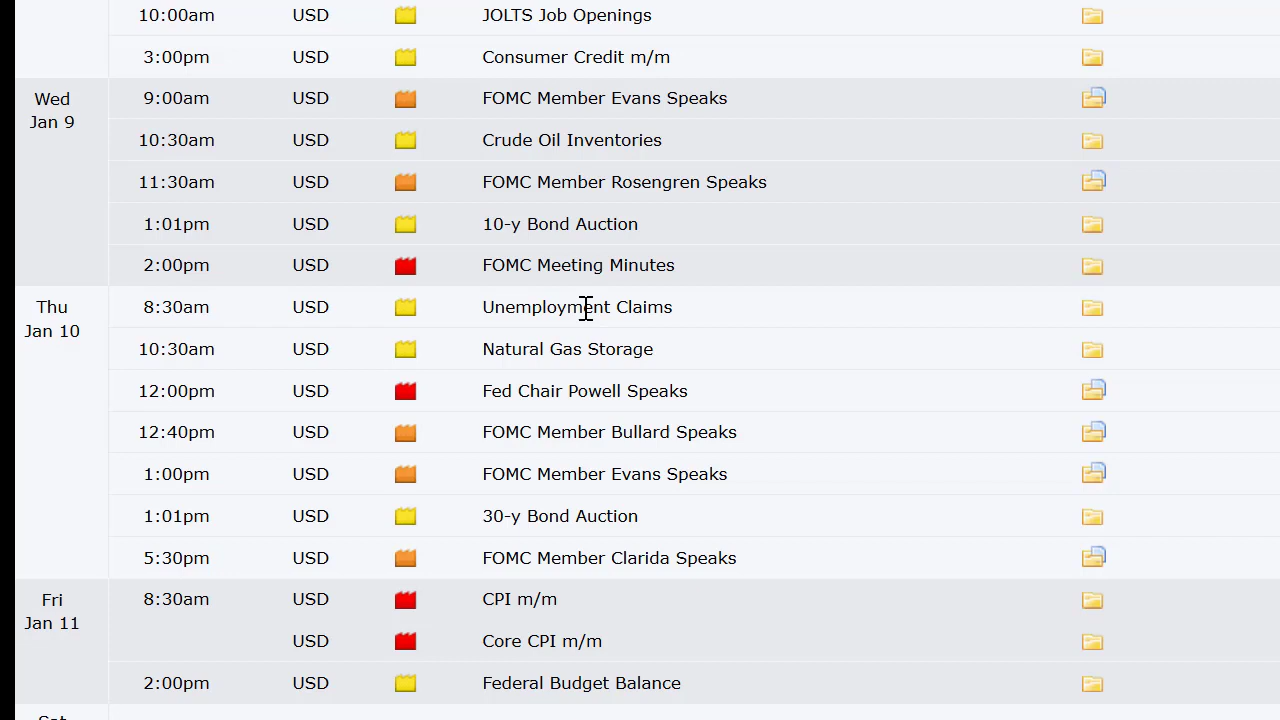 10:00am USD JOLTS Job Openings
3:00pm USD Consumer Credit m/m
Wed Jan 9 9:00am USD FOMC Member Evans Speaks
10:30am USD Crude Oil Inventories
11:30am USD FOMC Member Rosengren Speaks
1:01pm USD 10-y Bond Auction
2:00pm USD FOMC Meeting Minutes
Thu Jan 10 8:30am USD Unemployment Claims
10:30am USD Natural Gas Storage
12:00pm USD Fed Chair Powell Speaks
12:40pm USD FOMC Member Bullard Speaks
1:00pm USD FOMC Member Evans Speaks
1:01pm USD 30-y Bond Auction
5:30pm USD FOMC Member Clarida Speaks
Fri Jan 11 8:30am USD CPI m/m
USD Core CPI m/m
2:00pm USD Federal Budget Balance